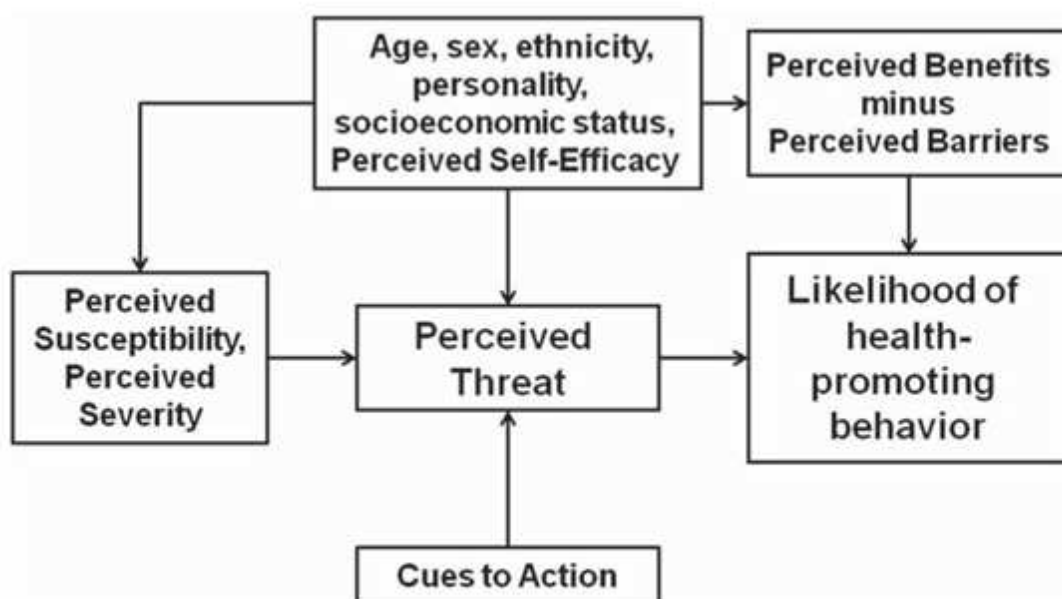 Age, sex, ethnicity,
personality,
socioeconomic status,
Perceived Self-Efficacy
Perceived Benefits
minus
Perceived Barriers
Perceived
Susceptibility,
Perceived
Severity
Perceived
Threat
Likelihood of
health-
promoting
behavior
Cues to Action